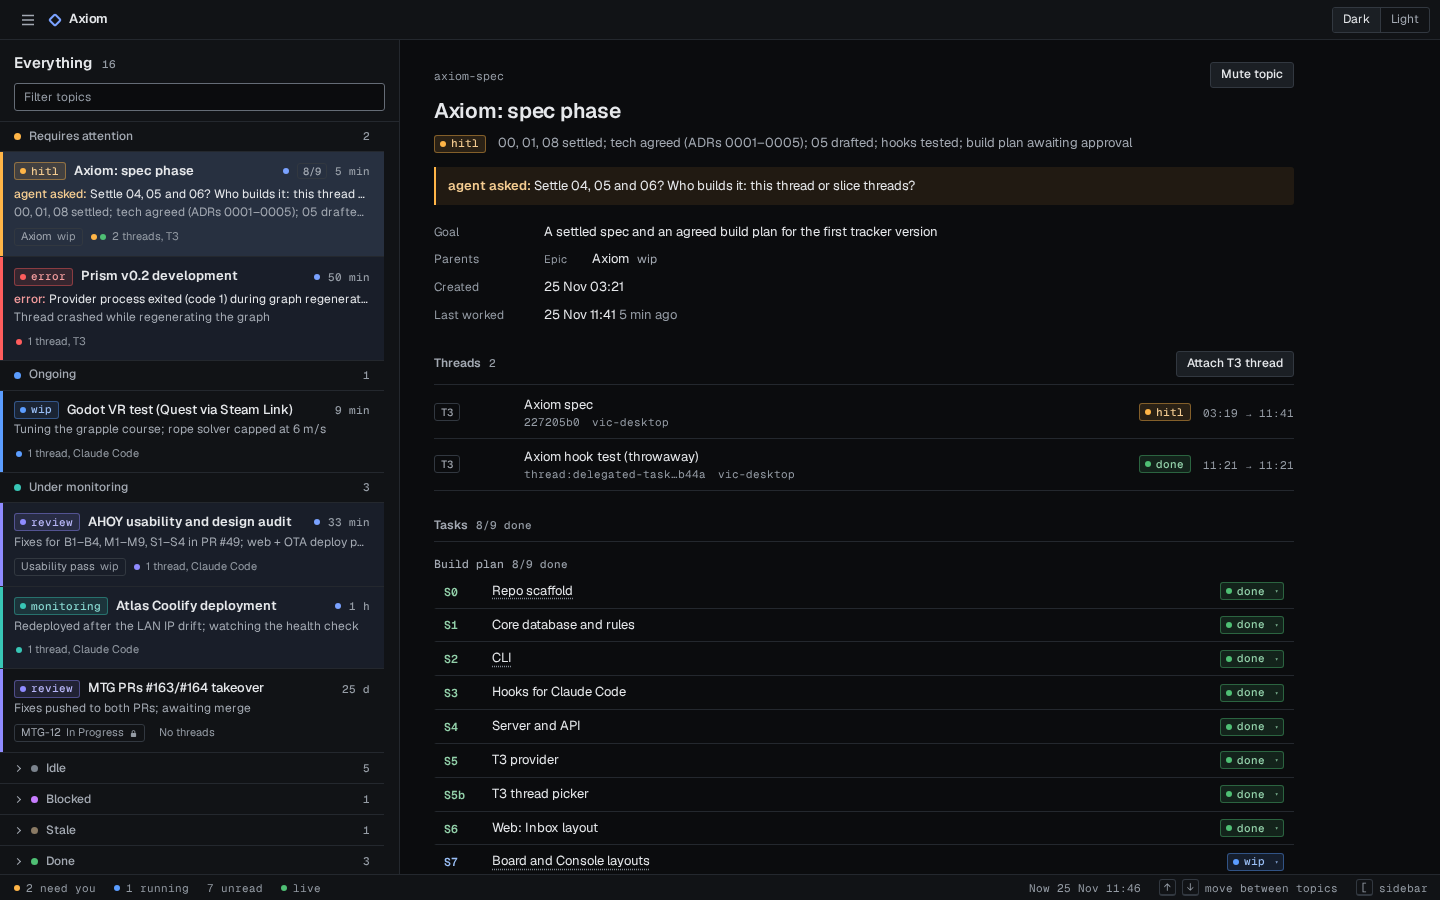 Axiom
Dark Light
Everything 16
Filter topics
Requires attention 2
hitl Axiom: spec phase 8/9 5 min
agent asked: Settle 04, 05 and 06? Who builds it: this thread …
00, 01, 08 settled; tech agreed (ADRs 0001–0005); 05 drafte…
Axiom wip 2 threads, T3
error Prism v0.2 development 50 min
error: Provider process exited (code 1) during graph regenerat…
Thread crashed while regenerating the graph
1 thread, T3
Ongoing 1
wip Godot VR test (Quest via Steam Link) 9 min
Tuning the grapple course; rope solver capped at 6 m/s
1 thread, Claude Code
Under monitoring 3
review AHOY usability and design audit 33 min
Fixes for B1–B4, M1–M9, S1–S4 in PR #49; web + OTA deploy p…
Usability pass wip 1 thread, Claude Code
monitoring Atlas Coolify deployment 1 h
Redeployed after the LAN IP drift; watching the health check
1 thread, Claude Code
review MTG PRs #163/#164 takeover 25 d
Fixes pushed to both PRs; awaiting merge
MTG-12 In Progress No threads
Idle 5
Blocked 1
Stale 1
Done 3
axiom-spec
Mute topic
Axiom: spec phase
hitl 00, 01, 08 settled; tech agreed (ADRs 0001–0005); 05 drafted; hooks tested; build plan awaiting approval
agent asked: Settle 04, 05 and 06? Who builds it: this thread or slice threads?
Goal A settled spec and an agreed build plan for the first tracker version
Parents Epic Axiom wip
Created 25 Nov 03:21
Last worked 25 Nov 11:41 5 min ago
Threads 2 Attach T3 thread
T3 Axiom spec hitl 03:19 → 11:41
227205b0 vic-desktop
T3 Axiom hook test (throwaway) done 11:21 → 11:21
thread:delegated-task…b44a vic-desktop
Tasks 8/9 done
Build plan 8/9 done
S0 Repo scaffold done
S1 Core database and rules done
S2 CLI done
S3 Hooks for Claude Code done
S4 Server and API done
S5 T3 provider done
S5b T3 thread picker done
S6 Web: Inbox layout done
S7 Board and Console layouts wip
2 need you 1 running 7 unread live
Now 25 Nov 11:46 ↑ ↓ move between topics [ sidebar